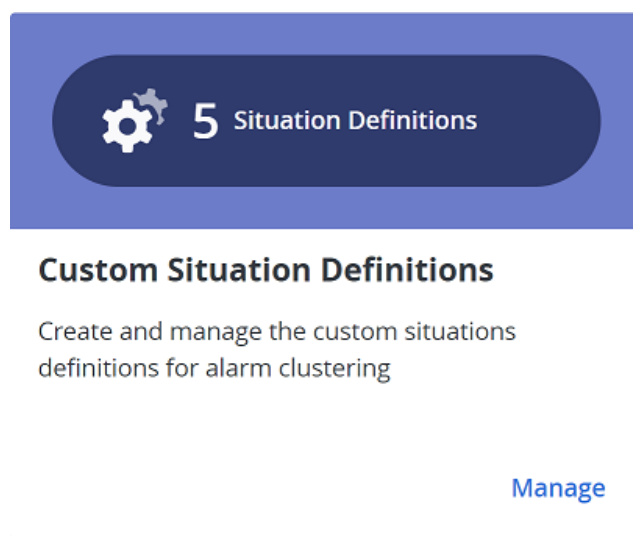 5 Situation Definitions
Custom Situation Definitions
Create and manage the custom situations
definitions for alarm clustering
Manage